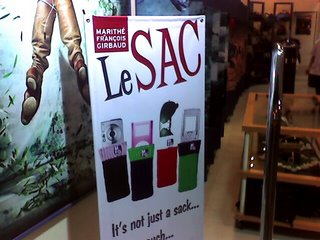 MARITHÉ
FRANÇOIS
GIRBAUD
Le SAC
It's not just a sack...